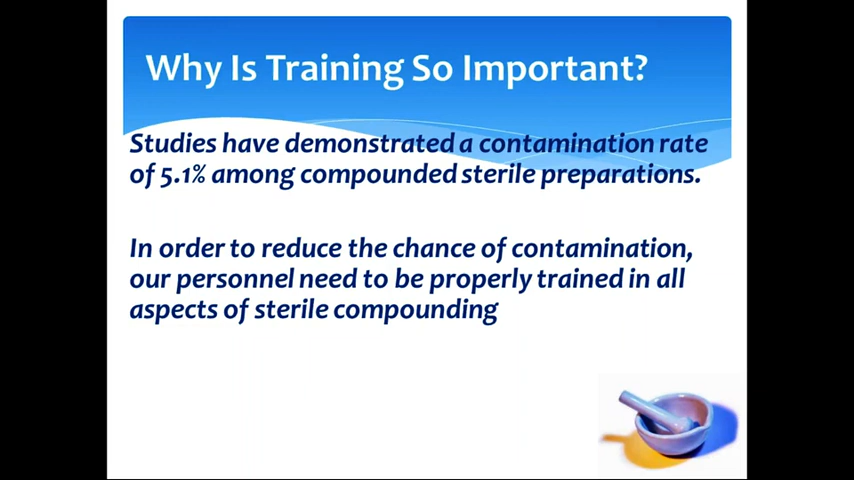 Why Is Training So Important?
Studies have demonstrated a contamination rate
of 5.1% among compounded sterile preparations.
In order to reduce the chance of contamination,
our personnel need to be properly trained in all
aspects of sterile compounding